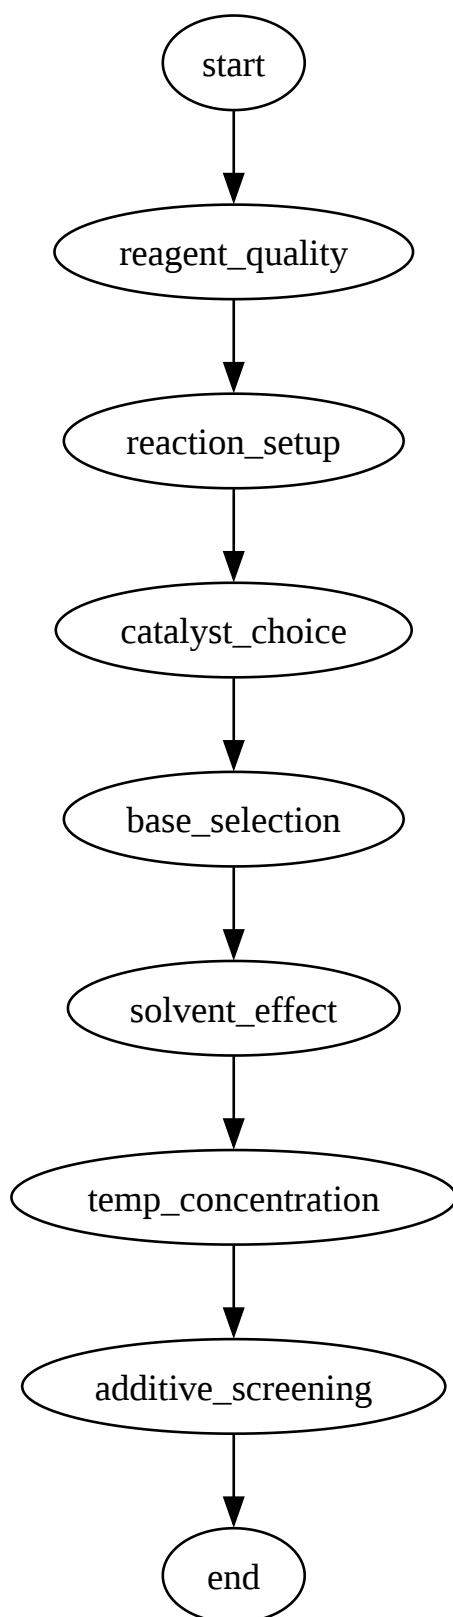 start
reagent_quality
reaction_setup
catalyst_choice
base_selection
solvent_effect
temp_concentration
additive_screening
end